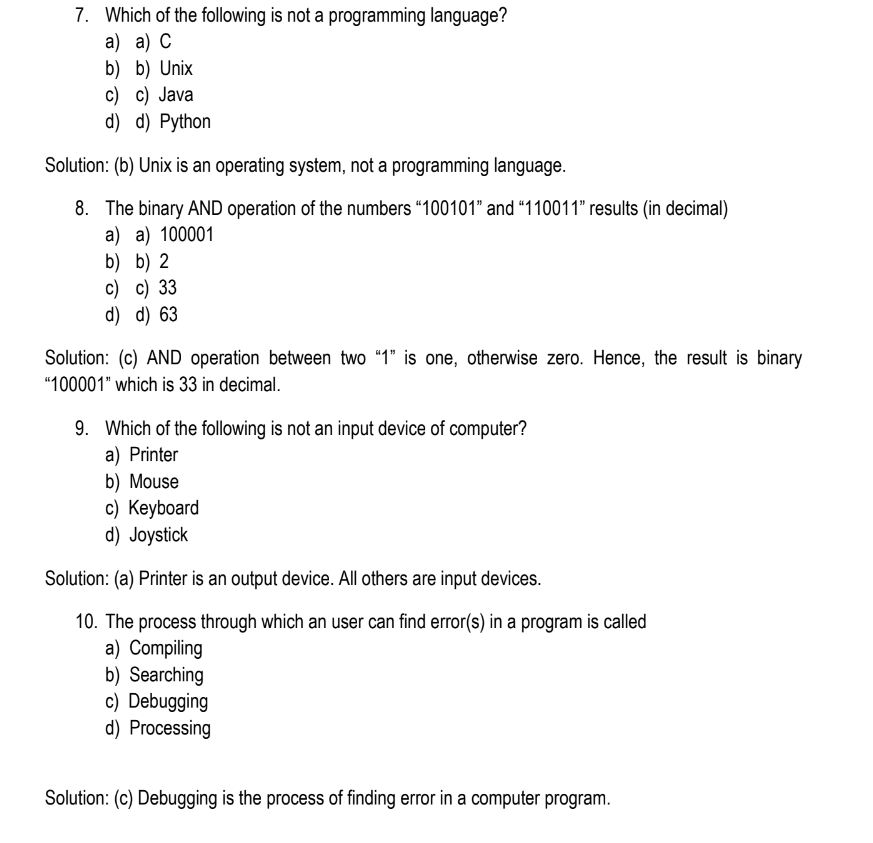 7. Which of the following is not a programming language?
a) a) C
b) b) Unix
c) c) Java
d) d) Python
Solution: (b) Unix is an operating system, not a programming language.
8. The binary AND operation of the numbers “100101” and “110011” results (in decimal)
a) a) 100001
b) b) 2
c) c) 33
d) d) 63
Solution: (c) AND operation between two “1” is one, otherwise zero. Hence, the result is binary
“100001” which is 33 in decimal.
9. Which of the following is not an input device of computer?
a) Printer
b) Mouse
c) Keyboard
d) Joystick
Solution: (a) Printer is an output device. All others are input devices.
10. The process through which an user can find error(s) in a program is called
a) Compiling
b) Searching
c) Debugging
d) Processing
Solution: (c) Debugging is the process of finding error in a computer program.